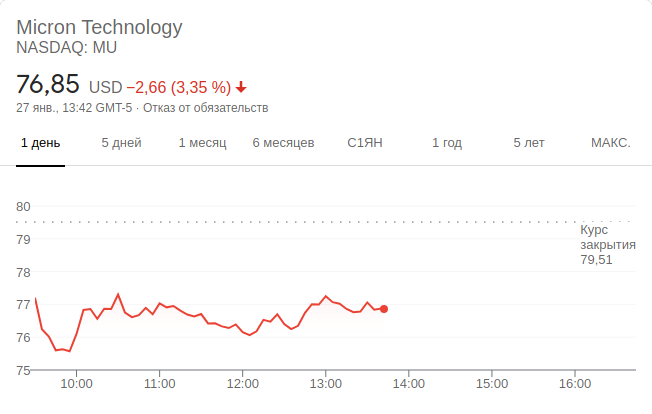 Micron Technology
NASDAQ: MU
76,85 USD −2,66 (3,35 %)
27 янв., 13:42 GMT-5 · Отказ от обязательств
1 день 5 дней 1 месяц 6 месяцев С1ЯН 1 год 5 лет МАКС.
80
79
78
77
76
75
Курс
закрытия
79,51
10:00 11:00 12:00 13:00 14:00 15:00 16:00